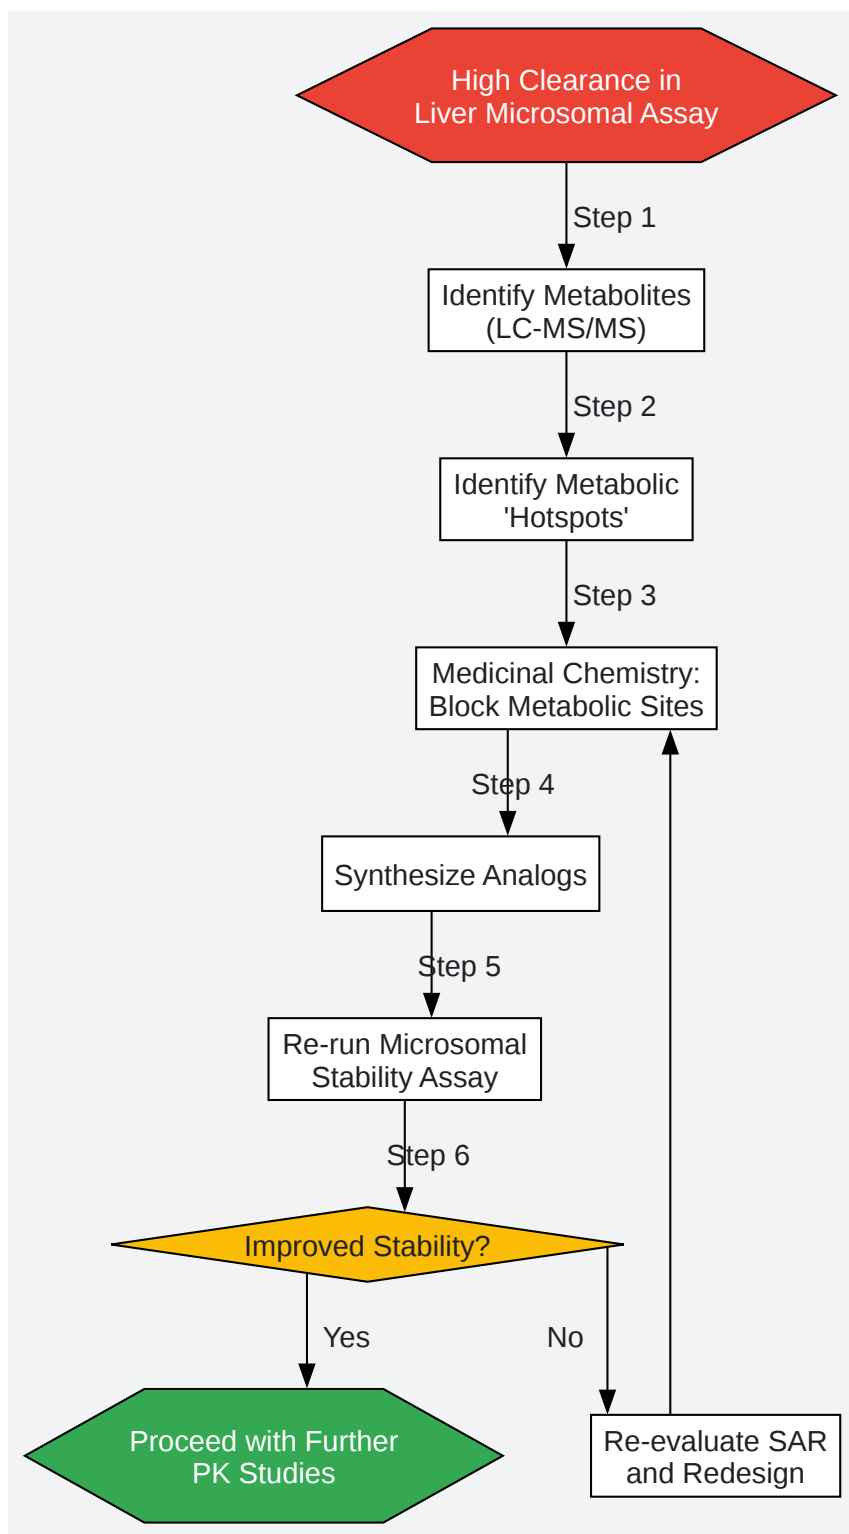 High Clearance in
Liver Microsomal Assay
Step 1
Identify Metabolites
(LC-MS/MS)
Step 2
Identify Metabolic
'Hotspots'
Step 3
Medicinal Chemistry:
Block Metabolic Sites
Step 4
Synthesize Analogs
Step 5
Re-run Microsomal
Stability Assay
Step 6
Improved Stability?
Yes
No
Proceed with Further
PK Studies
Re-evaluate SAR
and Redesign